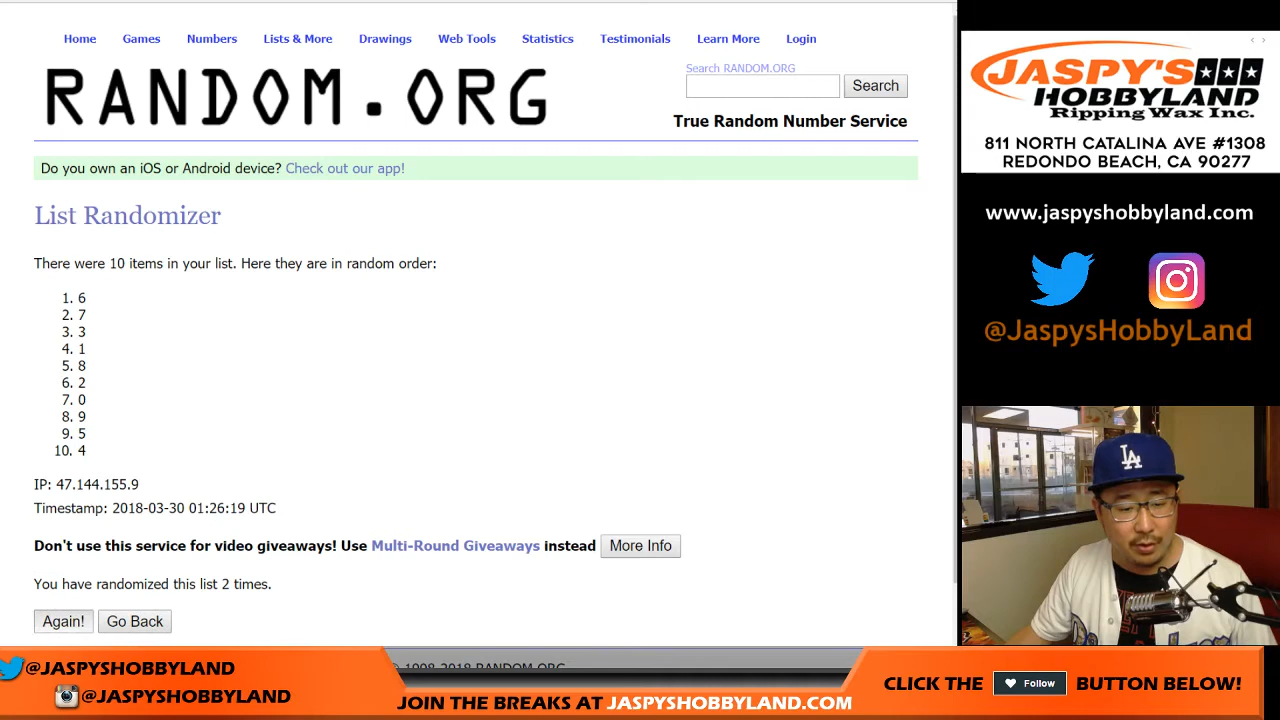 Home Games Numbers Lists & More Drawings Web Tools Statistics Testimonials Learn More Login
RANDOM.ORG
Search RANDOM.ORG
Search
True Random Number Service
Do you own an iOS or Android device? Check out our app!
List Randomizer
There were 10 items in your list. Here they are in random order:
1. 6
2. 7
3. 3
4. 1
5. 8
6. 2
7. 0
8. 9
9. 5
10. 4
IP: 47.144.155.9
Timestamp: 2018-03-30 01:26:19 UTC
Don't use this service for video giveaways! Use Multi-Round Giveaways instead More Info
You have randomized this list 2 times.
Again! Go Back
© 1998-2018 RANDOM.ORG
JASPY'S
HOBBYLAND
Ripping Wax Inc.
811 NORTH CATALINA AVE #1308
REDONDO BEACH, CA 90277
www.jaspyshobbyland.com
@JaspysHobbyLand
LA
@JASPYSHOBBYLAND
@JASPYSHOBBYLAND
JOIN THE BREAKS AT JASPYSHOBBYLAND.COM
CLICK THE Follow BUTTON BELOW!